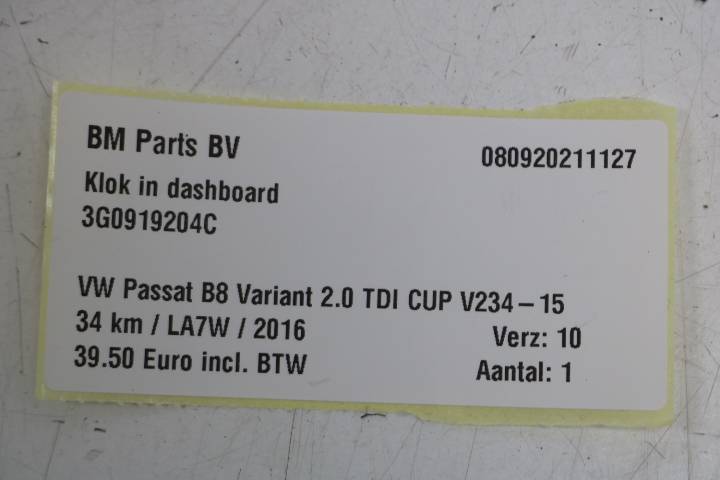 BM Parts BV 080920211127
Klok in dashboard
3G0919204C
VW Passat B8 Variant 2.0 TDI CUP V234-15
34 km / LA7W / 2016 Verz: 10
39.50 Euro incl. BTW Aantal: 1